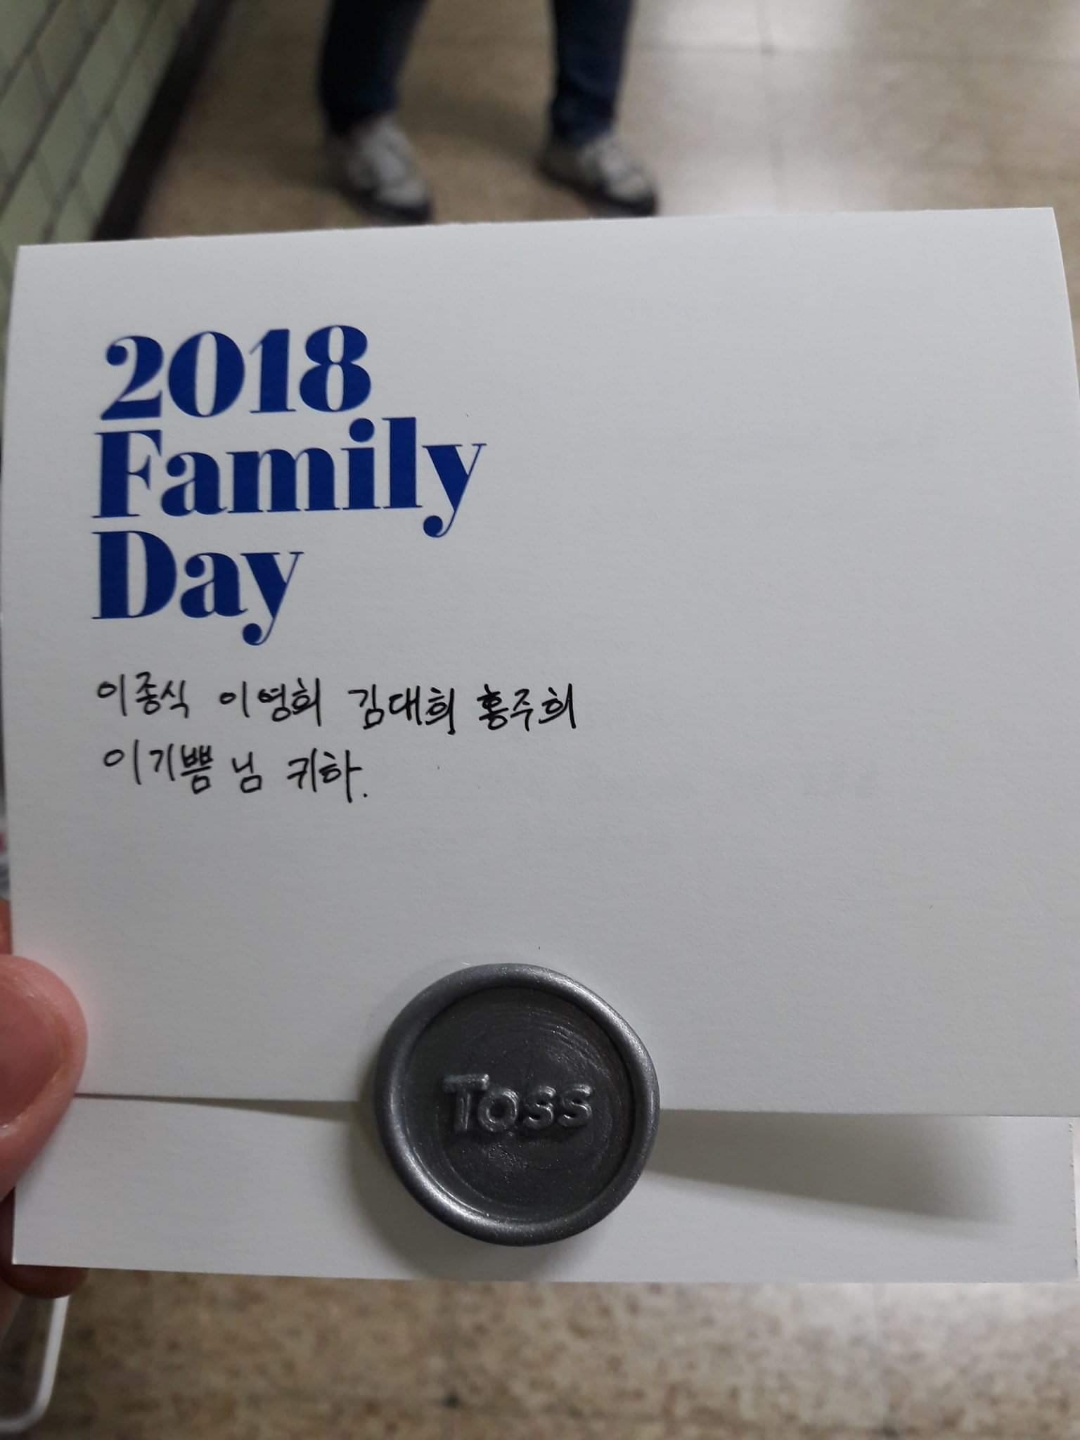 2018
Family
Day
이종식 이영희 김대희 홍주희
이기쁨 님 귀하.
Toss